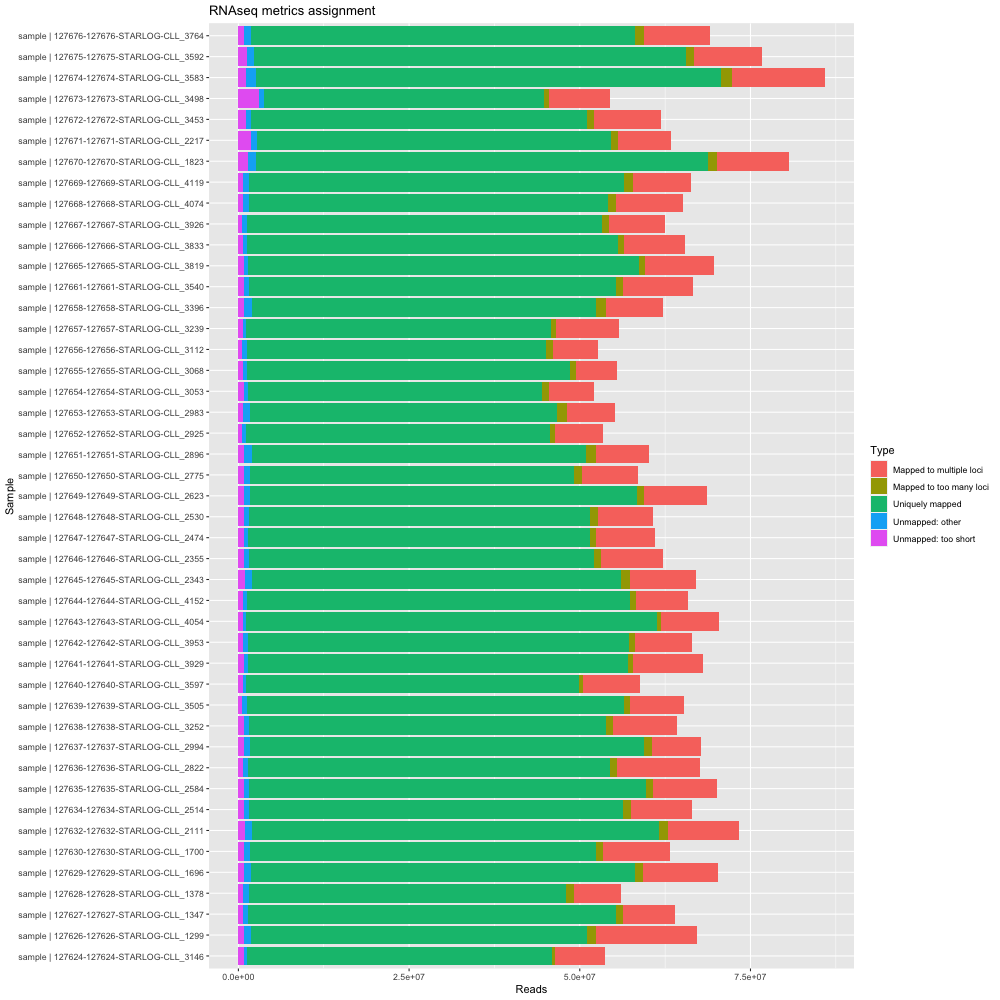 RNAseq metrics assignment
sample | 127676-127676-STARLOG-CLL_3764
sample | 127675-127675-STARLOG-CLL_3592
sample | 127674-127674-STARLOG-CLL_3583
sample | 127673-127673-STARLOG-CLL_3498
sample | 127672-127672-STARLOG-CLL_3453
sample | 127671-127671-STARLOG-CLL_2217
sample | 127670-127670-STARLOG-CLL_1823
sample | 127669-127669-STARLOG-CLL_4119
sample | 127668-127668-STARLOG-CLL_4074
sample | 127667-127667-STARLOG-CLL_3926
sample | 127666-127666-STARLOG-CLL_3833
sample | 127665-127665-STARLOG-CLL_3819
sample | 127661-127661-STARLOG-CLL_3540
sample | 127658-127658-STARLOG-CLL_3396
sample | 127657-127657-STARLOG-CLL_3239
sample | 127656-127656-STARLOG-CLL_3112
sample | 127655-127655-STARLOG-CLL_3068
sample | 127654-127654-STARLOG-CLL_3053
sample | 127653-127653-STARLOG-CLL_2983
sample | 127652-127652-STARLOG-CLL_2925
sample | 127651-127651-STARLOG-CLL_2896
sample | 127650-127650-STARLOG-CLL_2775
sample | 127649-127649-STARLOG-CLL_2623
sample | 127648-127648-STARLOG-CLL_2530
sample | 127647-127647-STARLOG-CLL_2474
sample | 127646-127646-STARLOG-CLL_2355
sample | 127645-127645-STARLOG-CLL_2343
sample | 127644-127644-STARLOG-CLL_4152
sample | 127643-127643-STARLOG-CLL_4054
sample | 127642-127642-STARLOG-CLL_3953
sample | 127641-127641-STARLOG-CLL_3929
sample | 127640-127640-STARLOG-CLL_3597
sample | 127639-127639-STARLOG-CLL_3505
sample | 127638-127638-STARLOG-CLL_3252
sample | 127637-127637-STARLOG-CLL_2994
sample | 127636-127636-STARLOG-CLL_2822
sample | 127635-127635-STARLOG-CLL_2584
sample | 127634-127634-STARLOG-CLL_2514
sample | 127632-127632-STARLOG-CLL_2111
sample | 127630-127630-STARLOG-CLL_1700
sample | 127629-127629-STARLOG-CLL_1696
sample | 127628-127628-STARLOG-CLL_1378
sample | 127627-127627-STARLOG-CLL_1347
sample | 127626-127626-STARLOG-CLL_1299
sample | 127624-127624-STARLOG-CLL_3146
Sample
0.0e+00
2.5e+07
5.0e+07
7.5e+07
Reads
Type
Mapped to multiple loci
Mapped to too many loci
Uniquely mapped
Unmapped: other
Unmapped: too short